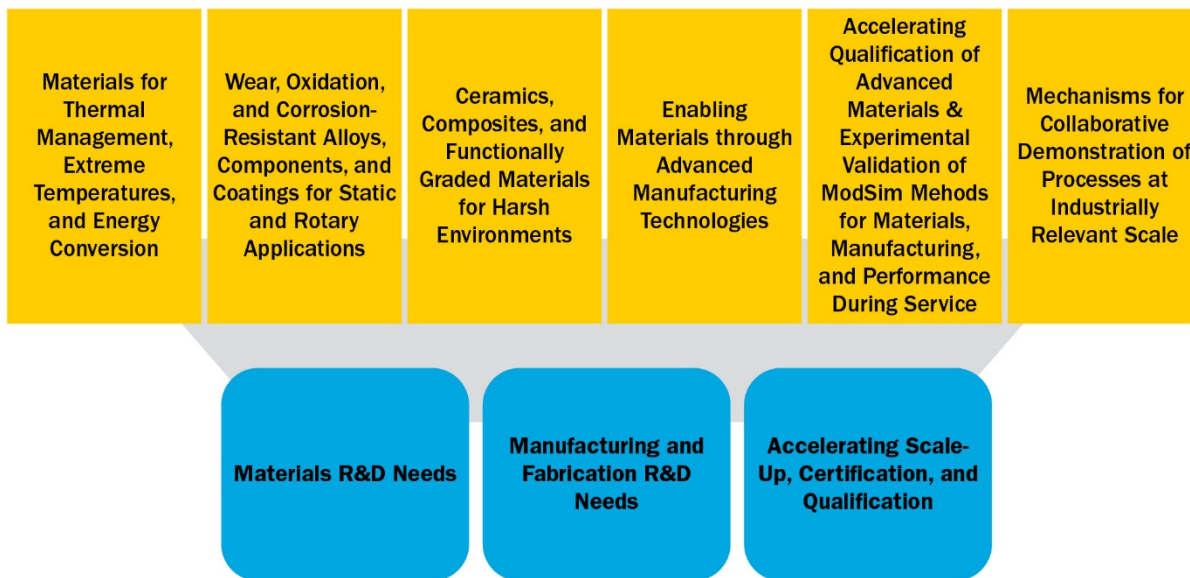 Materials for
Thermal
Management,
Extreme
Temperatures,
and Energy
Conversion
Wear, Oxidation,
and Corrosion-
Resistant Alloys,
Components, and
Coatings for Static
and Rotary
Applications
Ceramics,
Composites, and
Functionally
Graded Materials
for Harsh
Environments
Enabling
Materials through
Advanced
Manufacturing
Technologies
Accelerating
Qualification of
Advanced
Materials &
Experimental
Validation of
ModSim Mehods
for Materials,
Manufacturing,
and Performance
During Service
Mechanisms for
Collaborative
Demonstration of
Processes at
Industrially
Relevant Scale
Materials R&D Needs
Manufacturing and
Fabrication R&D
Needs
Accelerating Scale-
Up, Certification, and
Qualification